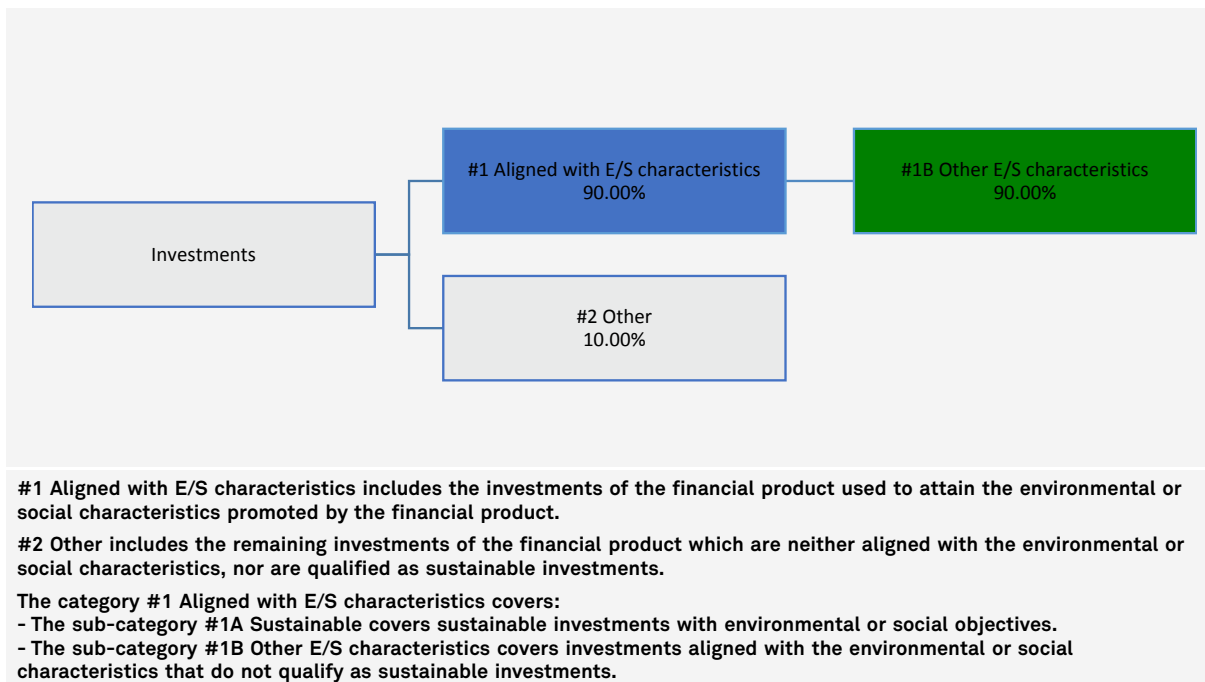 #1 Aligned with E/S characteristics
90.00%
#1B Other E/S characteristics
90.00%
Investments
#2 Other
10.00%
#1 Aligned with E/S characteristics includes the investments of the financial product used to attain the environmental or
social characteristics promoted by the financial product.
#2 Other includes the remaining investments of the financial product which are neither aligned with the environmental or
social characteristics, nor are qualified as sustainable investments.
The category #1 Aligned with E/S characteristics covers:
- The sub-category #1A Sustainable covers sustainable investments with environmental or social objectives.
- The sub-category #1B Other E/S characteristics covers investments aligned with the environmental or social
characteristics that do not qualify as sustainable investments.